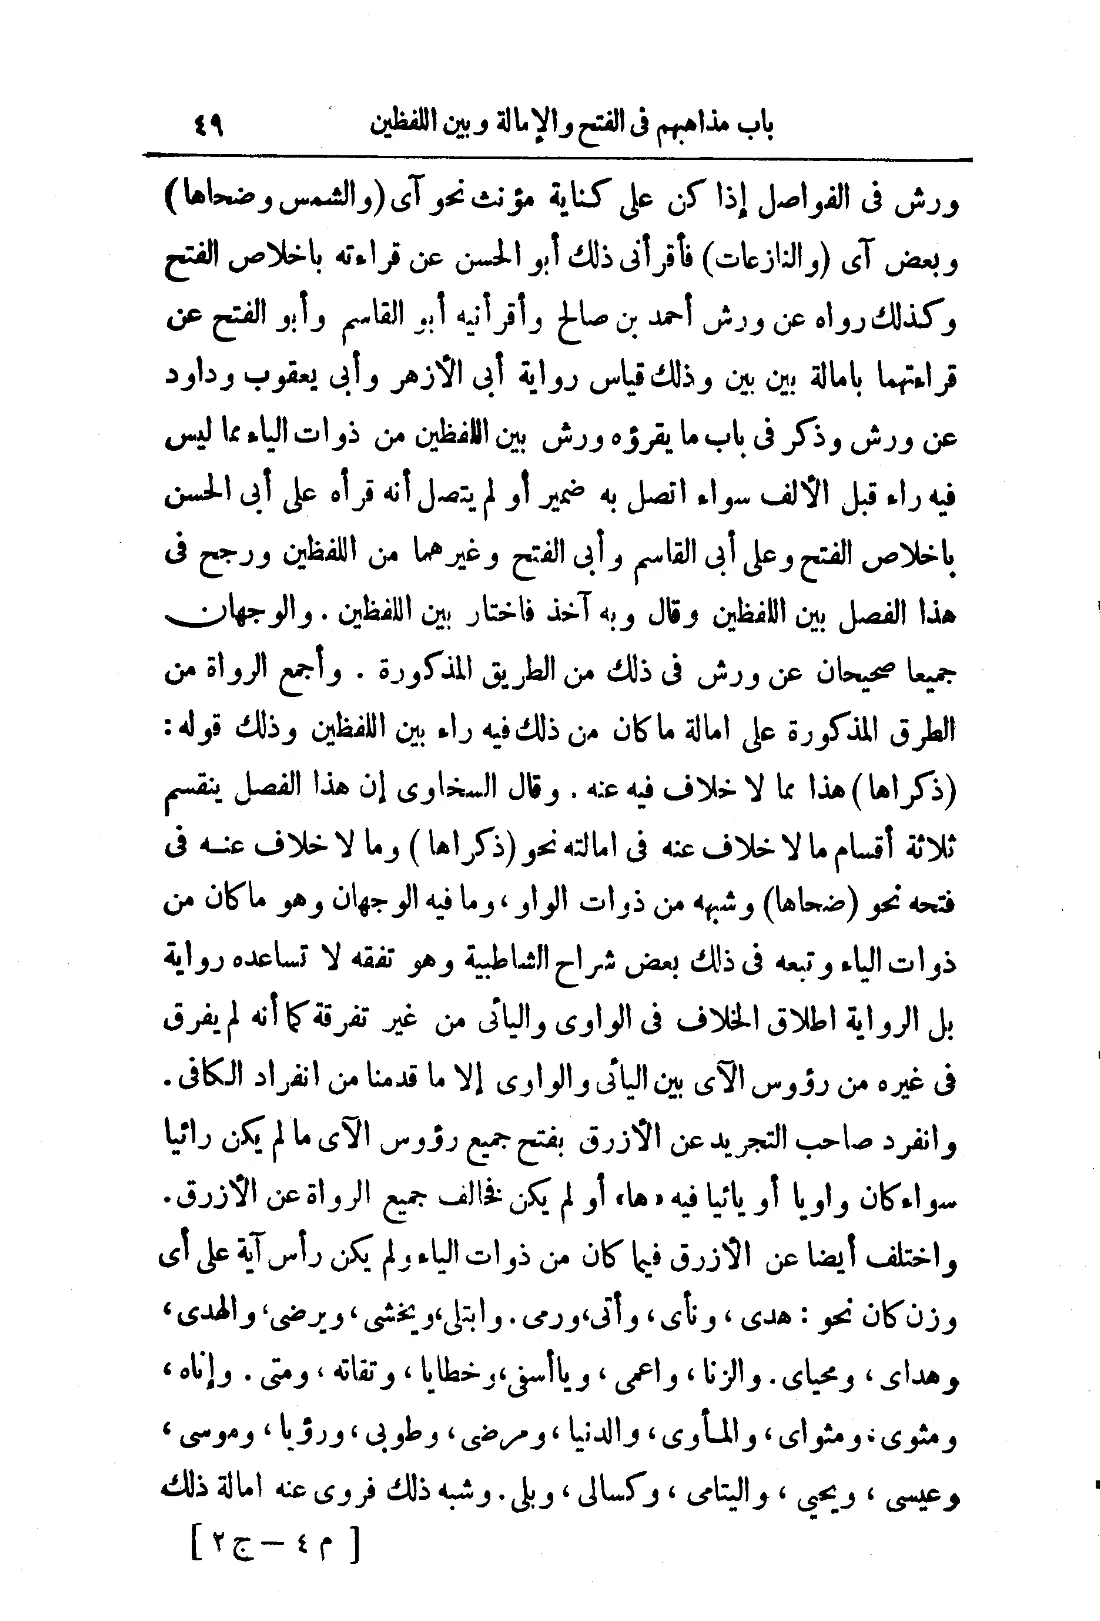 باب مذاهبهم فى الفتح والإمالة وبين اللفظين ٤٩
ورش فى الفواصل إذا كن على كناية مؤنث نحو آى (والشمس وضحاها)
وبعض آى (والنازعات) فأقرأنى ذلك أبو الحسن عن قراءته باخلاص الفتح
وكذلك رواه عن ورش أحمد بن صالح وأقرأنيه أبو القاسم وأبو الفتح عن
قراءتهما بامالة بين بين وذلك قياس رواية أبى الأزهر وأبى يعقوب وداود
عن ورش وذكر فى باب ما يقرؤه ورش بين اللفظين من ذوات الياء مما ليس
فيه راء قبل الألف سواء اتصل به ضمير أو لم يتصل أنه قرأه على أبى الحسن
باخلاص الفتح وعلى أبى القاسم وأبى الفتح وغيرهما من اللفظين ورجح فى
هذا الفصل بين اللفظين وقال وبه آخذ فاختار بين اللفظين . والوجهان
جميعا صحيحان عن ورش فى ذلك من الطريق المذكورة . وأجمع الرواة من
الطرق المذكورة على امالة ما كان من ذلك فيه راء بين اللفظين وذلك قوله :
(ذكراها) هذا مما لا خلاف فيه عنه . وقال السخاوى إن هذا الفصل ينقسم
ثلاثة أقسام ما لا خلاف عنه فى امالته نحو (ذكراها) وما لا خلاف عنه فى
فتحه نحو (ضحاها) وشبهه من ذوات الواو ، وما فيه الوجهان وهو ما كان من
ذوات الياء وتبعه فى ذلك بعض شراح الشاطبية وهو تفقه لا تساعده رواية
بل الرواية اطلاق الخلاف فى الواوى واليائى من غير تفرقة كما أنه لم يفرق
فى غيره من رؤوس الآى بين اليائى والواوى إلا ما قدمنا من انفراد الكافى .
وانفرد صاحب التجريد عن الأزرق بفتح جميع رؤوس الآى ما لم يكن رائيا
سواء كان واويا أو يائيا فيه «ها» أو لم يكن فخالف جميع الرواة عن الأزرق .
واختلف أيضا عن الأزرق فيما كان من ذوات الياء ولم يكن رأس آية على أى
وزن كان نحو : هدى ، ونأى ، وأتى ، ورمى . وابتلى ، ويخشى ، ويرضى ، والهدى ،
وهداى ، ومحياى . والزنا ، واعمى ، وياأسفى ، وخطايا ، وتقاته ، ومتى . وإناه ،
ومثوى ، ومثواى ، والمأوى ، والدنيا ، ومرضى ، وطوبى ، ورؤيا ، وموسى ،
وعيسى ، ويحيى ، واليتامى ، وكسالى ، وبلى . وشبه ذلك فروى عنه امالة ذلك
[ م ٤ – ج ٢ ]